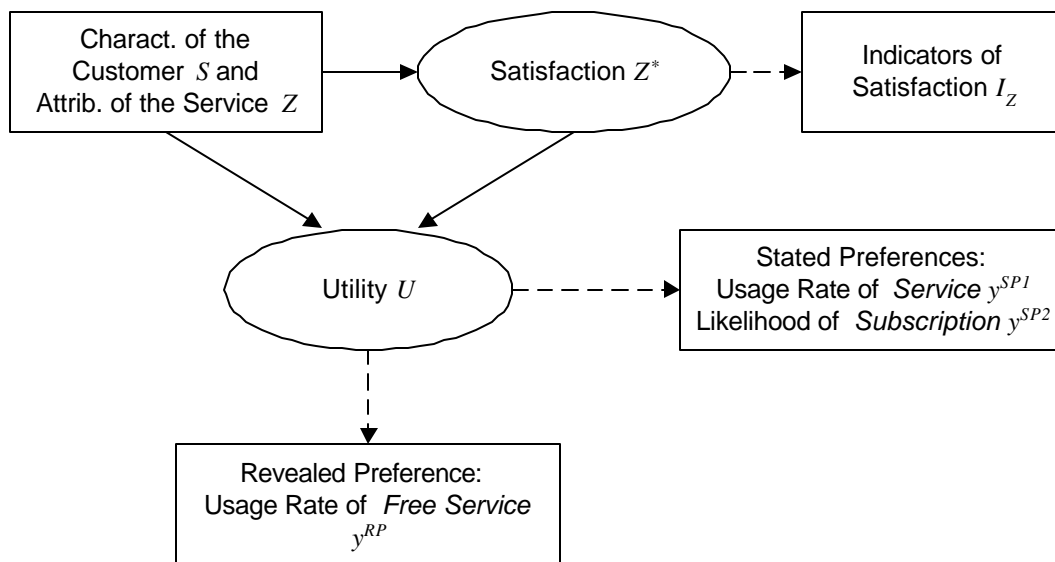 Charact. of the
Customer S and
Attrib. of the Service Z
Satisfaction Z*
Indicators of
Satisfaction I_Z
Utility U
Stated Preferences:
Usage Rate of Service y^SP1
Likelihood of Subscription y^SP2
Revealed Preference:
Usage Rate of Free Service
y^RP